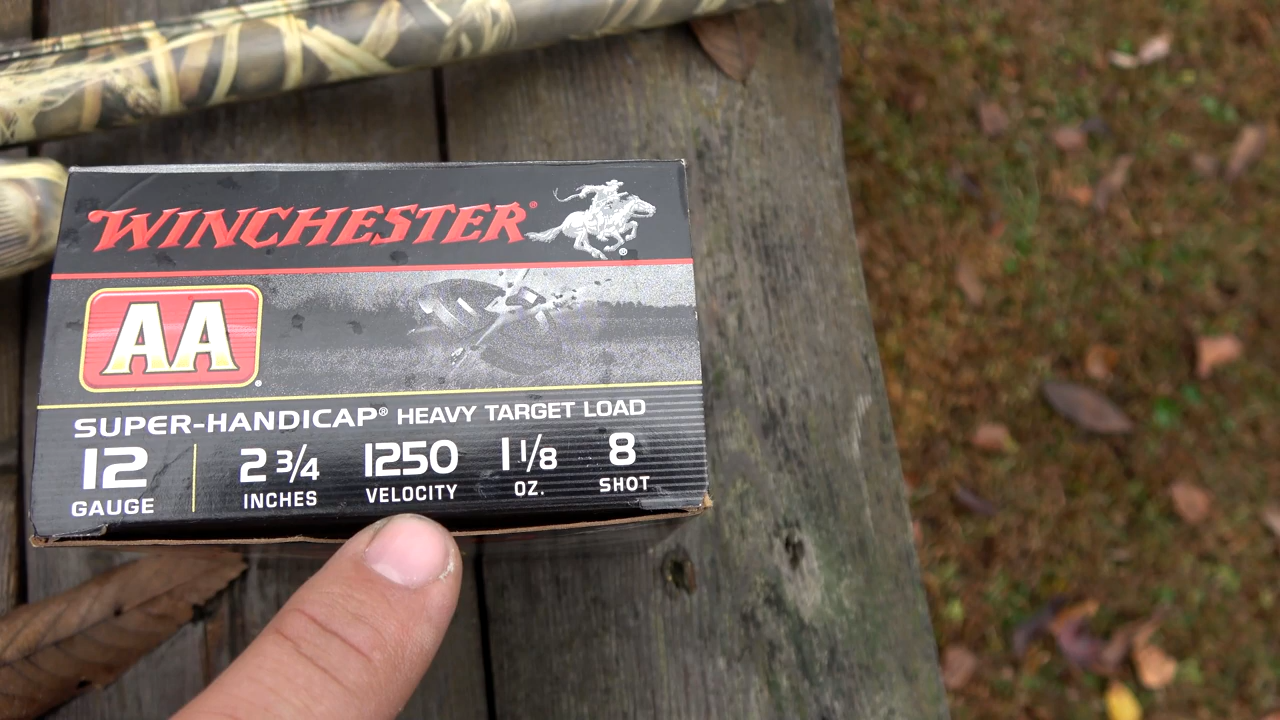 WINCHESTER®
®
AA
SUPER-HANDICAP® HEAVY TARGET LOAD
12 2 3/4 1250 1 1/8 8
GAUGE INCHES VELOCITY OZ. SHOT